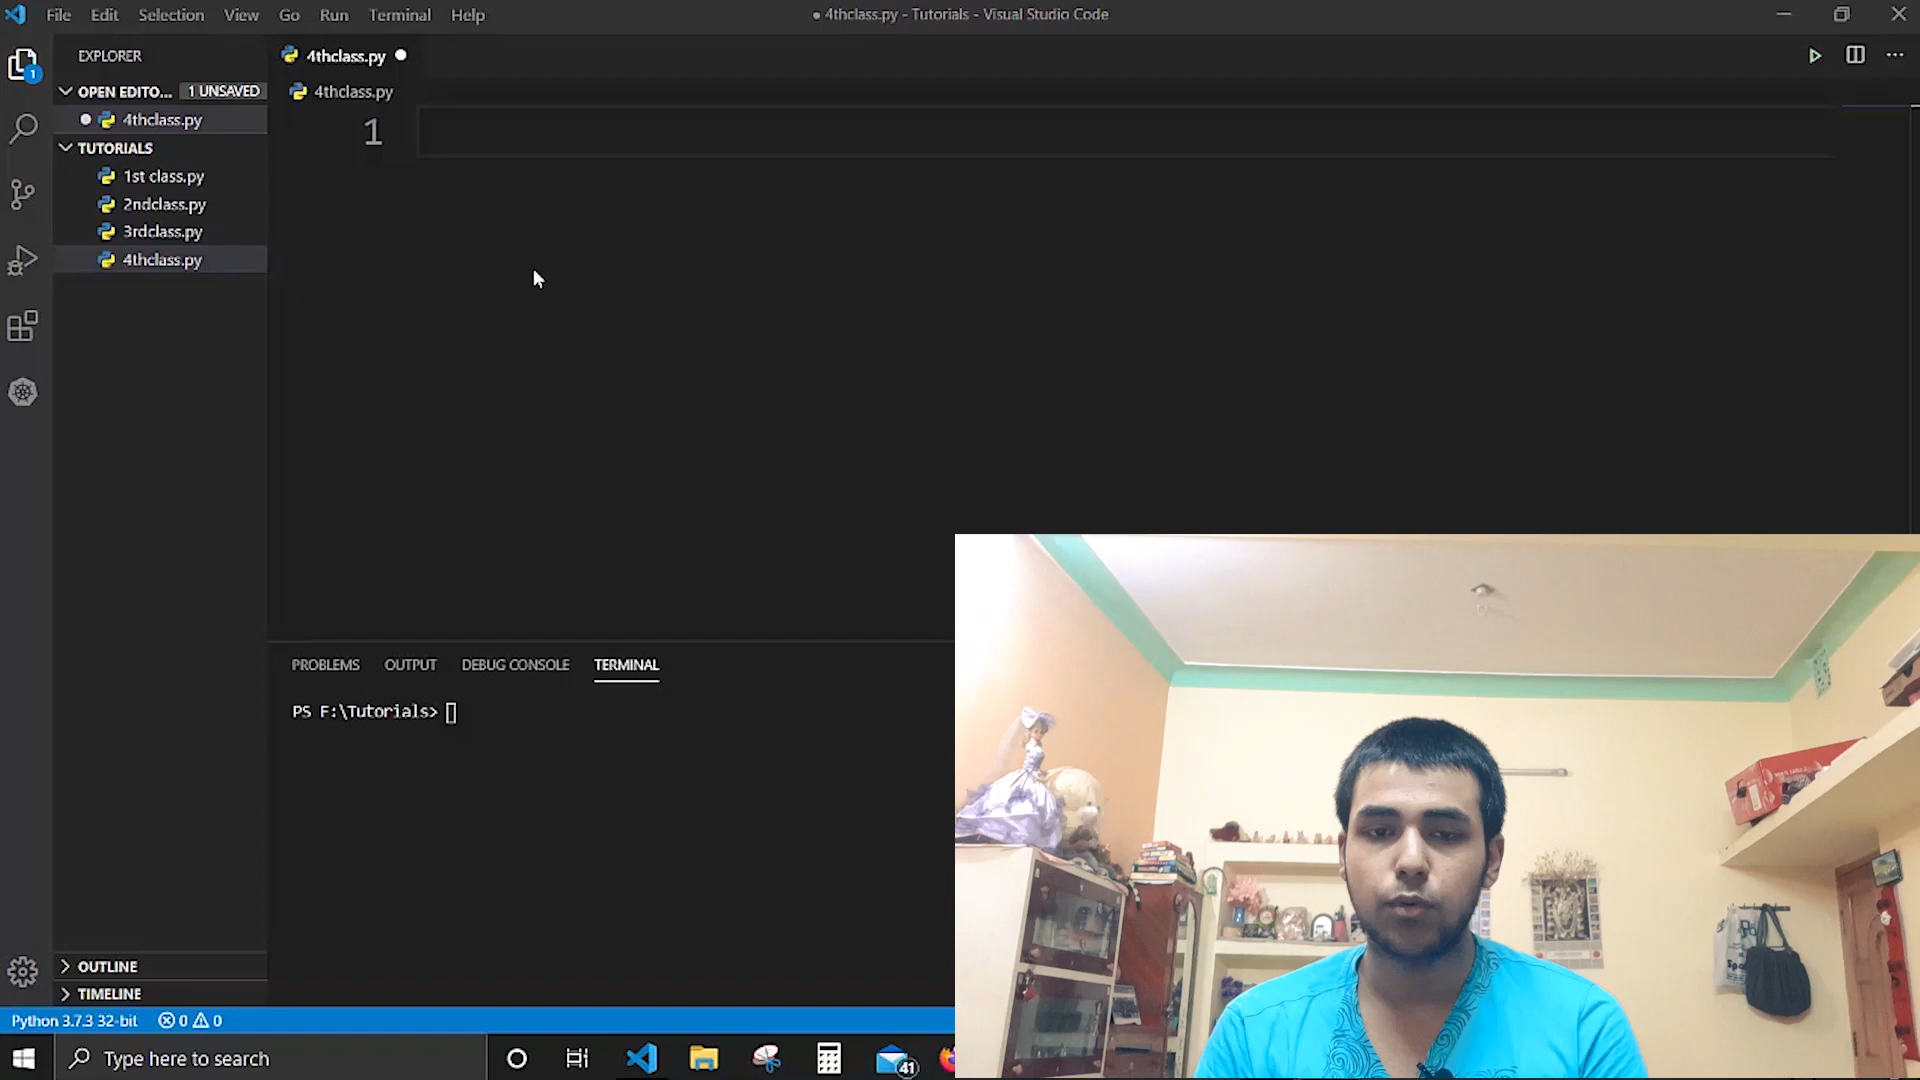 File Edit Selection View Go Run Terminal Help
● 4thclass.py - Tutorials - Visual Studio Code
EXPLORER
4thclass.py
OPEN EDITO... 1 UNSAVED
4thclass.py
1
4thclass.py
1
TUTORIALS
1st class.py
2ndclass.py
3rdclass.py
4thclass.py
PROBLEMS OUTPUT DEBUG CONSOLE TERMINAL
PS F:\Tutorials>
OUTLINE
TIMELINE
Python 3.7.3 32-bit 0 0
Type here to search
41